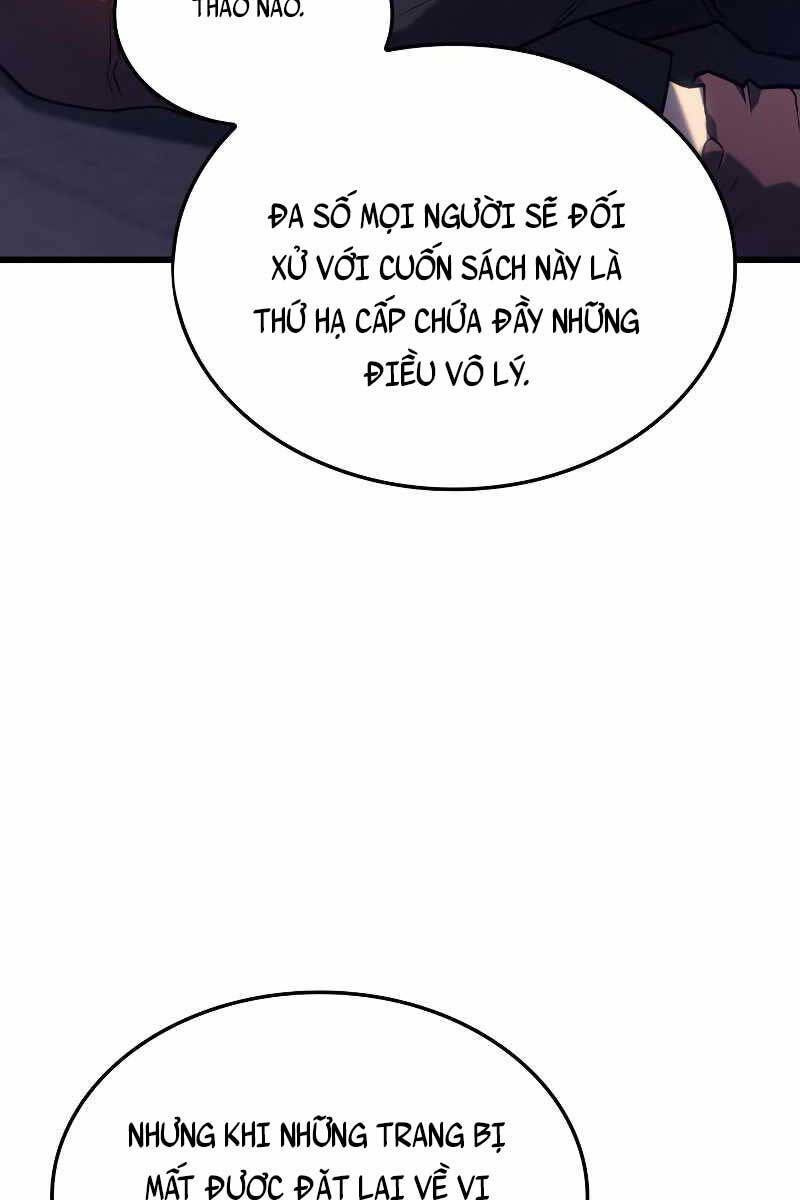 THẢO NÀO.
ĐA SỐ MỌI NGƯỜI SẼ ĐỐI
XỬ VỚI CUỐN SÁCH NÀY LÀ
THỨ HẠ CẤP CHỨA ĐẦY NHỮNG
ĐIỀU VÔ LÝ.
NHƯNG KHI NHỮNG TRANG BỊ
MẤT ĐƯỢC ĐẶT LẠI VỀ VỊ